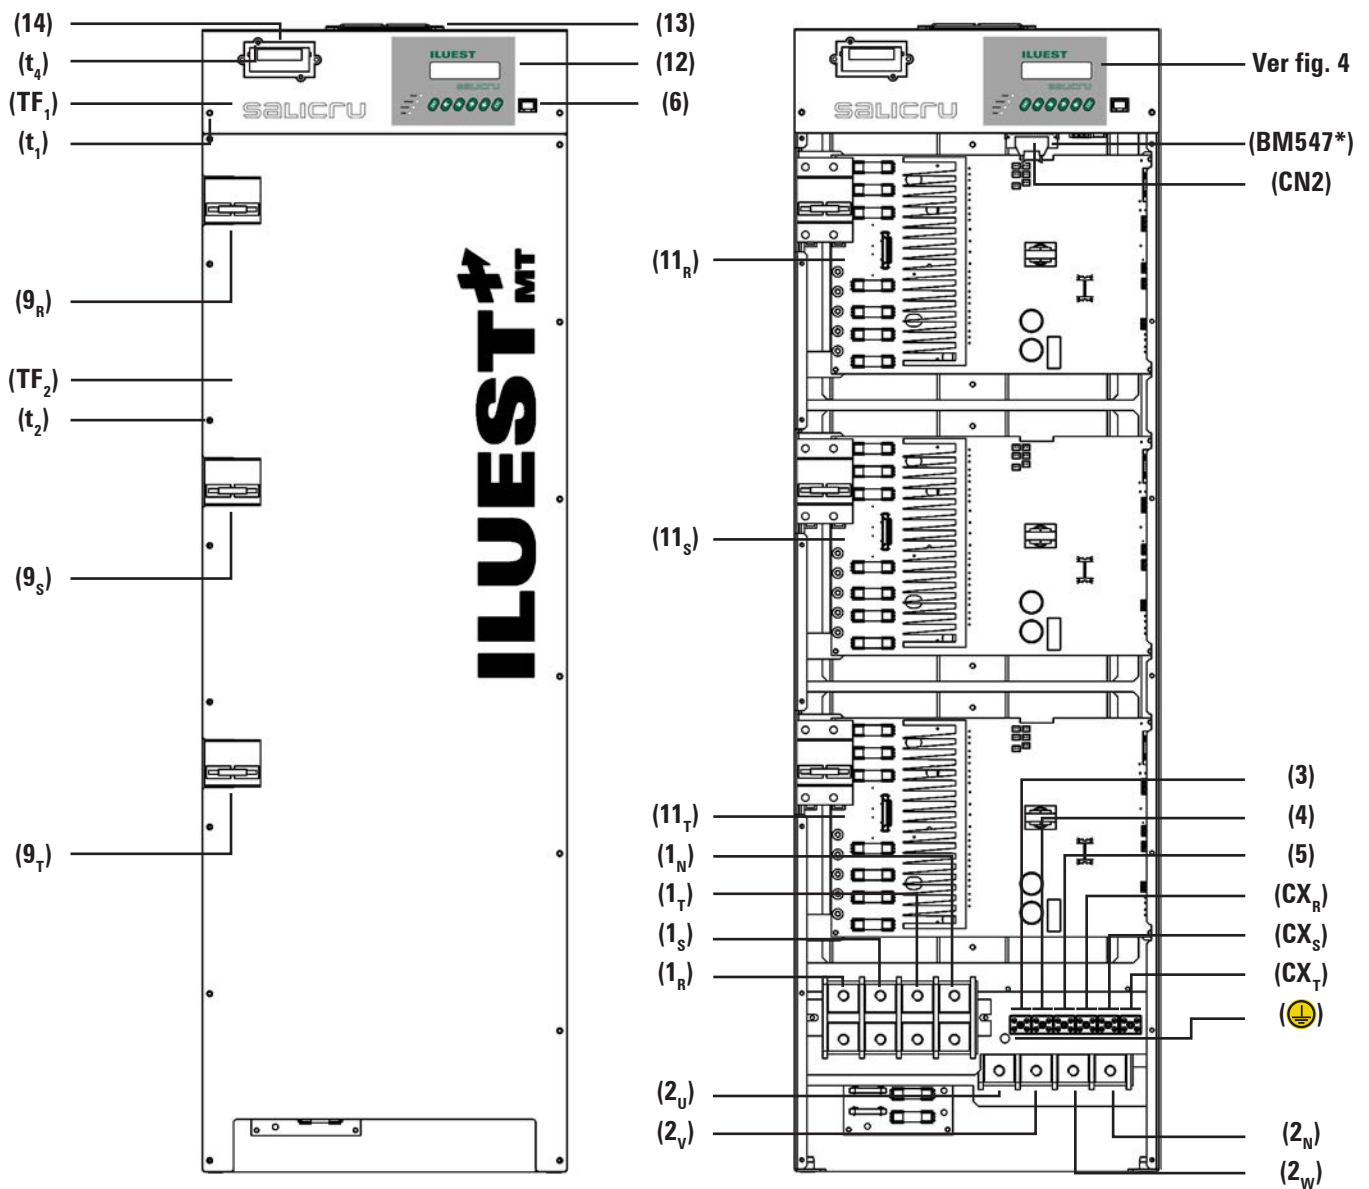 (14)
(t4)
(TF1)
(t1)
(9R)
(TF2)
(t2)
(9S)
(9T)
ILUEST
SALICRU
SALICRU
ILUEST+ MT
(13)
(12)
(6)
(11R)
(11S)
(11T)
(1N)
(1T)
(1S)
(1R)
(2U)
(2V)
ILUEST
SALICRU
SALICRU
Ver fig. 4
(BM547*)
(CN2)
(3)
(4)
(5)
(CXR)
(CXS)
(CXT)
(⏚)
(2N)
(2W)